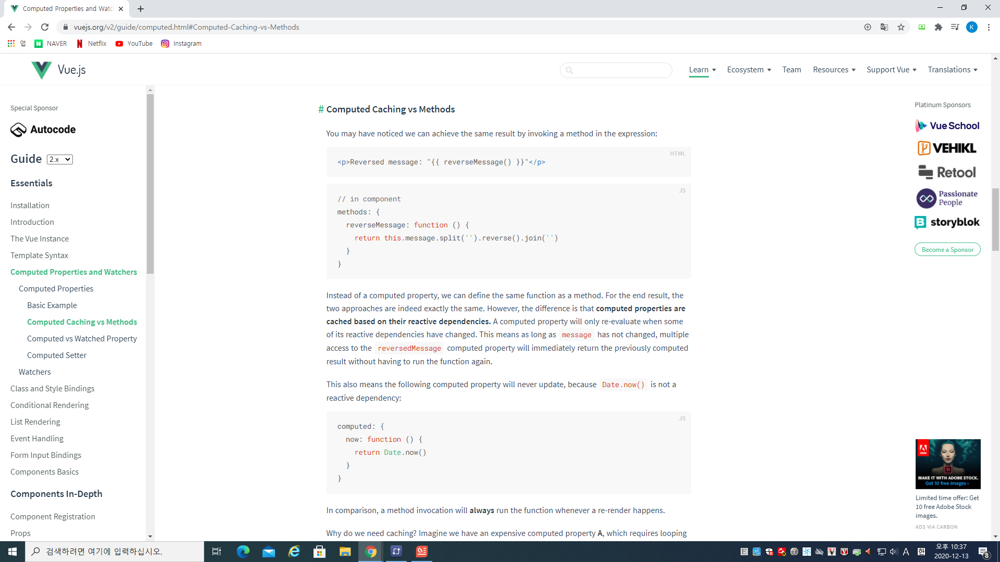 Computed Properties and Watc
vuejs.org/v2/guide/computed.html#Computed-Caching-vs-Methods
K
앱
NAVER
Netflix
YouTube
Instagram
Vue.js
Learn
Ecosystem
Team
Resources
Support Vue
Translations
Special Sponsor
Autocode
Guide 2.x
Essentials
Installation
Introduction
The Vue Instance
Template Syntax
Computed Properties and Watchers
Computed Properties
Basic Example
Computed Caching vs Methods
Computed vs Watched Property
Computed Setter
Watchers
Class and Style Bindings
Conditional Rendering
List Rendering
Event Handling
Form Input Bindings
Components Basics
Components In-Depth
Component Registration
Props
# Computed Caching vs Methods
You may have noticed we can achieve the same result by invoking a method in the expression:
HTML
<p>Reversed message: "{{ reverseMessage() }}"</p>
JS
// in component
methods: {
reverseMessage: function () {
return this.message.split('').reverse().join('')
}
}
Instead of a computed property, we can define the same function as a method. For the end result, the
two approaches are indeed exactly the same. However, the difference is that computed properties are
cached based on their reactive dependencies. A computed property will only re-evaluate when some
of its reactive dependencies have changed. This means as long as message has not changed, multiple
access to the reversedMessage computed property will immediately return the previously computed
result without having to run the function again.
This also means the following computed property will never update, because Date.now() is not a
reactive dependency:
JS
computed: {
now: function () {
return Date.now()
}
}
In comparison, a method invocation will always run the function whenever a re-render happens.
Why do we need caching? Imagine we have an expensive computed property A, which requires looping
Platinum Sponsors
Vue School
VEHIKL
Retool
Passionate
People
storyblok
Become a Sponsor
Adobe
St
MAKE IT WITH ADOBE STOCK.
Get 10 free images ›
Limited time offer: Get
10 free Adobe Stock
images.
ADS VIA CARBON
검색하려면 여기에 입력하십시오.
A
한
오후 10:37
2020-12-13
8